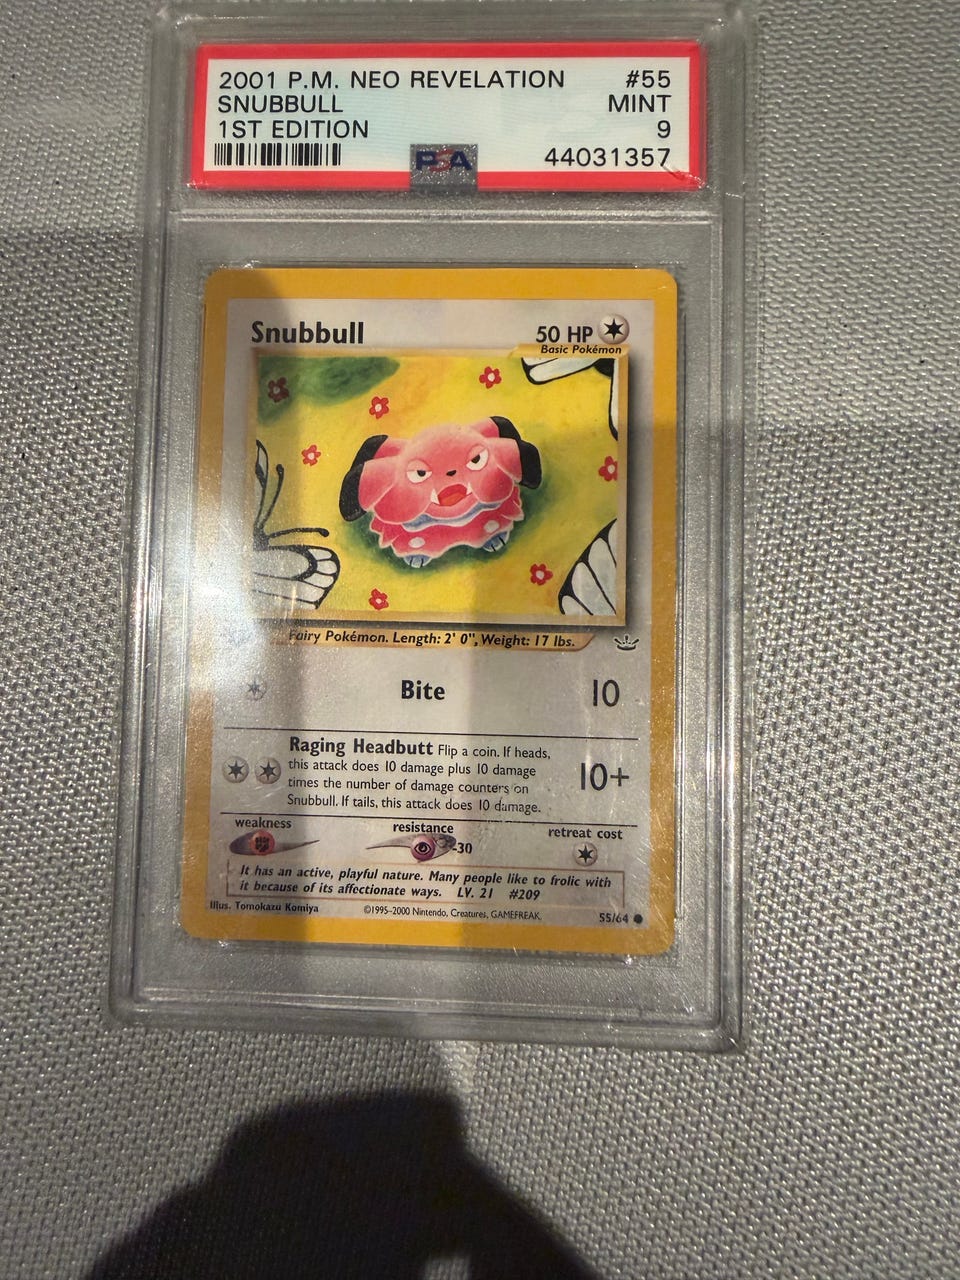 2001 P.M. NEO REVELATION #55
SNUBBULL MINT
1ST EDITION 9
PSA 44031357
Snubbull 50 HP
Basic Pokémon
Fairy Pokémon. Length: 2' 0", Weight: 17 lbs.
Bite 10
Raging Headbutt Flip a coin. If heads,
this attack does 10 damage plus 10 damage
times the number of damage counters on
Snubbull. If tails, this attack does 10 damage.
10+
weakness resistance retreat cost
-30
It has an active, playful nature. Many people like to frolic with
it because of its affectionate ways. LV. 21 #209
Illus. Tomokazu Komiya ©1995-2000 Nintendo, Creatures, GAMEFREAK. 55/64